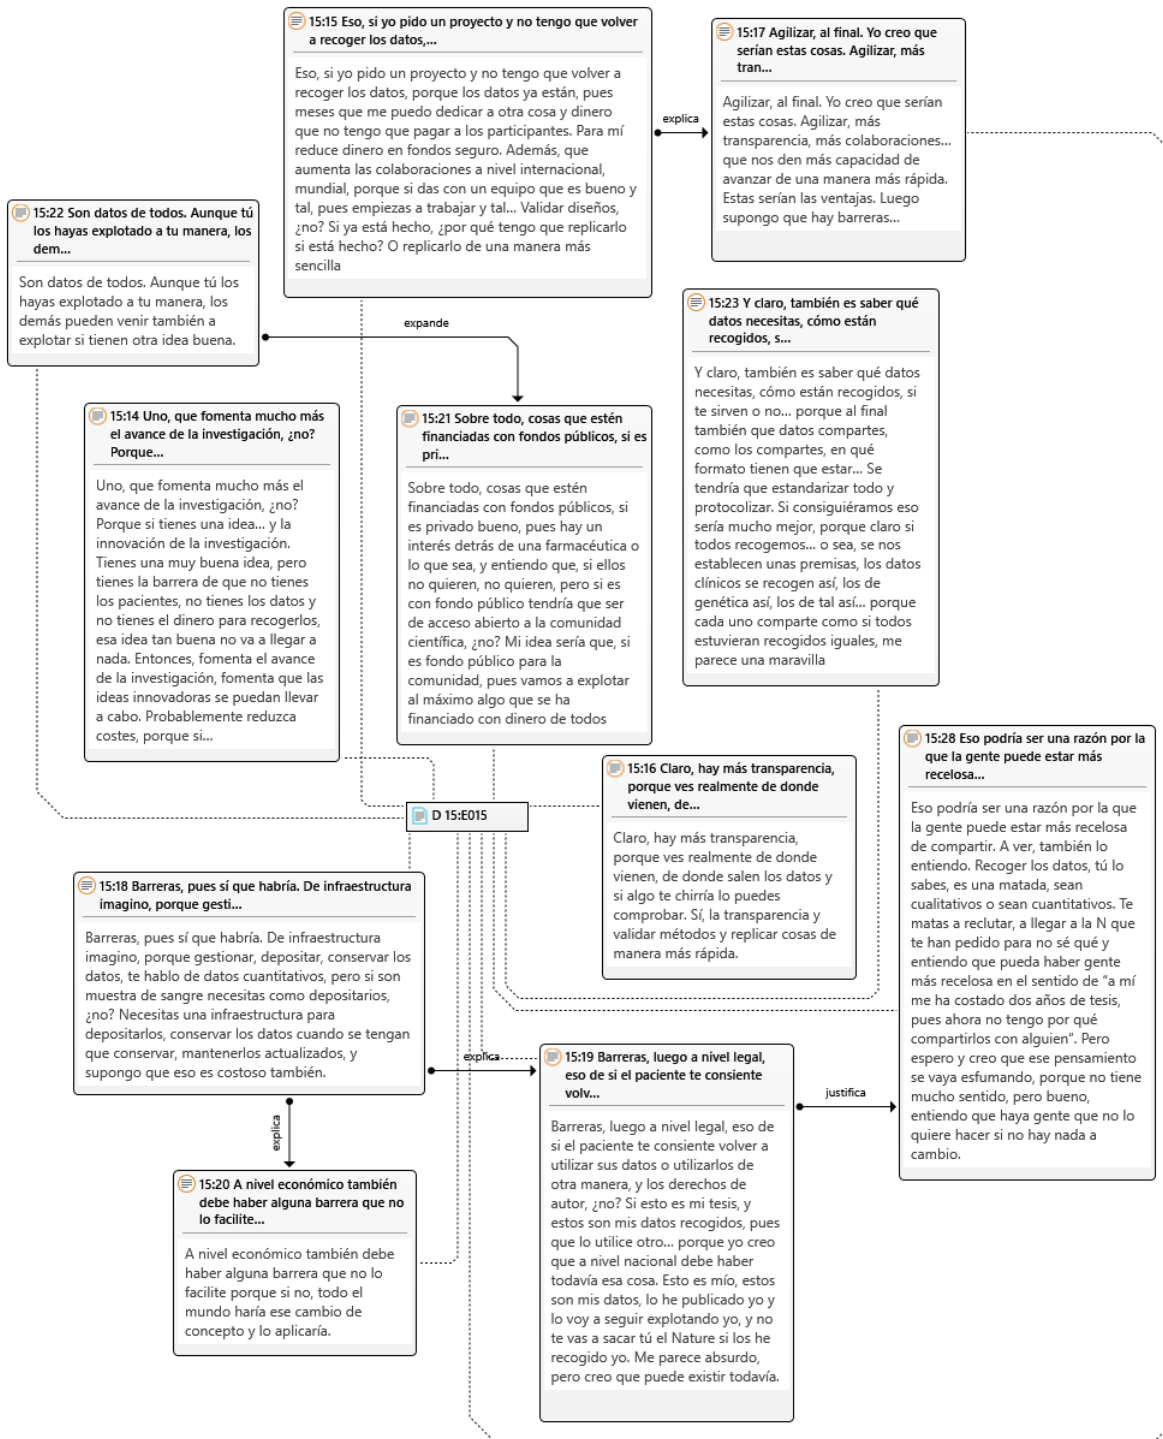 15:15 Eso, si yo pido un proyecto y no tengo que volver
a recoger los datos,...
Eso, si yo pido un proyecto y no tengo que volver a
recoger los datos, porque los datos ya están, pues
meses que me puedo dedicar a otra cosa y dinero
que no tengo que pagar a los participantes. Para mí
reduce dinero en fondos seguro. Además, que
aumenta las colaboraciones a nivel internacional,
mundial, porque si das con un equipo que es bueno y
tal, pues empiezas a trabajar y tal... Validar diseños,
¿no? Si ya está hecho, ¿por qué tengo que replicarlo
si está hecho? O replicarlo de una manera más
sencilla
explica
15:17 Agilizar, al final. Yo creo que
serían estas cosas. Agilizar, más
tran...
Agilizar, al final. Yo creo que serían
estas cosas. Agilizar, más
transparencia, más colaboraciones...
que nos den más capacidad de
avanzar de una manera más rápida.
Estas serían las ventajas. Luego
supongo que hay barreras...
15:22 Son datos de todos. Aunque tú
los hayas explotado a tu manera, los
dem...
Son datos de todos. Aunque tú los
hayas explotado a tu manera, los
demás pueden venir también a
explotar si tienen otra idea buena.
expande
15:23 Y claro, también es saber qué
datos necesitas, cómo están
recogidos, s...
Y claro, también es saber qué datos
necesitas, cómo están recogidos, si
te sirven o no... porque al final
también que datos compartes,
como los compartes, en qué
formato tienen que estar... Se
tendría que estandarizar todo y
protocolizar. Si consiguiéramos eso
sería mucho mejor, porque claro si
todos recogemos... o sea, se nos
establecen unas premisas, los datos
clínicos se recogen así, los de
genética así, los de tal así... porque
cada uno comparte como si todos
estuvieran recogidos iguales, me
parece una maravilla
15:14 Uno, que fomenta mucho más
el avance de la investigación, ¿no?
Porque...
Uno, que fomenta mucho más el
avance de la investigación, ¿no?
Porque si tienes una idea... y la
innovación de la investigación.
Tienes una muy buena idea, pero
tienes la barrera de que no tienes
los pacientes, no tienes los datos y
no tienes el dinero para recogerlos,
esa idea tan buena no va a llegar a
nada. Entonces, fomenta el avance
de la investigación, fomenta que las
ideas innovadoras se puedan llevar
a cabo. Probablemente reduzca
costes, porque si...
15:21 Sobre todo, cosas que estén
financiadas con fondos públicos, si es
pri...
Sobre todo, cosas que estén
financiadas con fondos públicos, si
es privado bueno, pues hay un
interés detrás de una farmacéutica o
lo que sea, y entiendo que, si ellos
no quieren, no quieren, pero si es
con fondo público tendría que ser
de acceso abierto a la comunidad
científica, ¿no? Mi idea sería que, si
es fondo público para la
comunidad, pues vamos a explotar
al máximo algo que se ha
financiado con dinero de todos
15:28 Eso podría ser una razón por la
que la gente puede estar más
recelosa...
Eso podría ser una razón por la que
la gente puede estar más recelosa
de compartir. A ver, también lo
entiendo. Recoger los datos, tú lo
sabes, es una matada, sean
cualitativos o sean cuantitativos. Te
matas a reclutar, a llegar a la N que
te han pedido para no sé qué y
entiendo que pueda haber gente
más recelosa en el sentido de "a mí
me ha costado dos años de tesis,
pues ahora no tengo por qué
compartirlos con alguien". Pero
espero y creo que ese pensamiento
se vaya esfumando, porque no tiene
mucho sentido, pero bueno,
entiendo que haya gente que no lo
quiere hacer si no hay nada a
cambio.
15:16 Claro, hay más transparencia,
porque ves realmente de donde
vienen, de...
Claro, hay más transparencia,
porque ves realmente de donde
vienen, de donde salen los datos y
si algo te chirría lo puedes
comprobar. Sí, la transparencia y
validar métodos y replicar cosas de
manera más rápida.
D 15:E015
15:18 Barreras, pues sí que habría. De infraestructura
imagino, porque gesti...
Barreras, pues sí que habría. De infraestructura
imagino, porque gestionar, depositar, conservar los
datos, te hablo de datos cuantitativos, pero si son
muestra de sangre necesitas como depositarios,
¿no? Necesitas una infraestructura para
depositarlos, conservar los datos cuando se tengan
que conservar, mantenerlos actualizados, y
supongo que eso es costoso también.
explica
explica
15:19 Barreras, luego a nivel legal,
eso de si el paciente te consiente
volv...
Barreras, luego a nivel legal, eso de
si el paciente te consiente volver a
utilizar sus datos o utilizarlos de
otra manera, y los derechos de
autor, ¿no? Si esto es mi tesis, y
estos son mis datos recogidos, pues
que lo utilice otro... porque yo creo
que a nivel nacional debe haber
todavía esa cosa. Esto es mío, estos
son mis datos, lo he publicado yo y
lo voy a seguir explotando yo, y no
te vas a sacar tú el Nature si los he
recogido yo. Me parece absurdo,
pero creo que puede existir todavía.
justifica
15:20 A nivel económico también
debe haber alguna barrera que no
lo facilite...
A nivel económico también debe
haber alguna barrera que no lo
facilite porque si no, todo el
mundo haría ese cambio de
concepto y lo aplicaría.